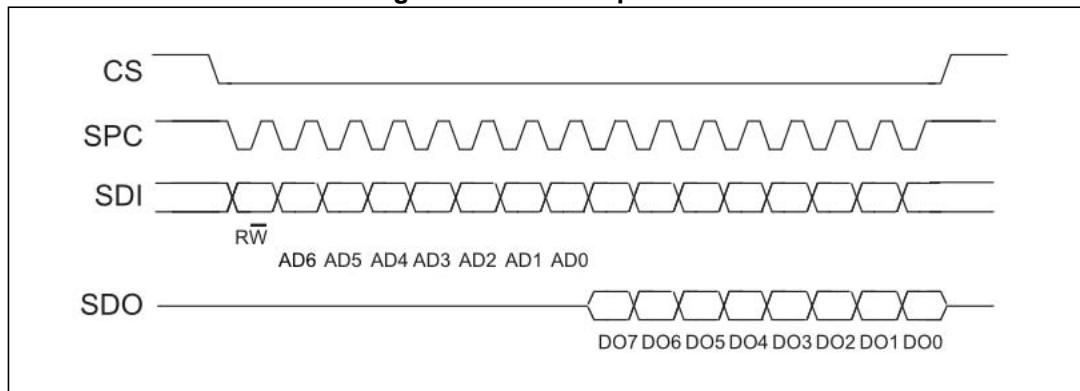 CS
SPC
SDI
RW̅
AD6 AD5 AD4 AD3 AD2 AD1 AD0
SDO
DO7 DO6 DO5 DO4 DO3 DO2 DO1 DO0